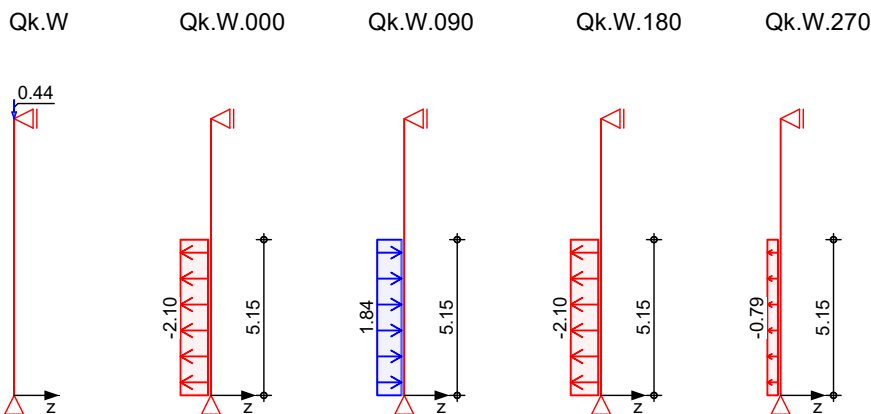 Qk.W Qk.W.000 Qk.W.090 Qk.W.180 Qk.W.270
0.44
-2.10 5.15 1.84 5.15 -2.10 5.15 -0.79 5.15
z z z z z